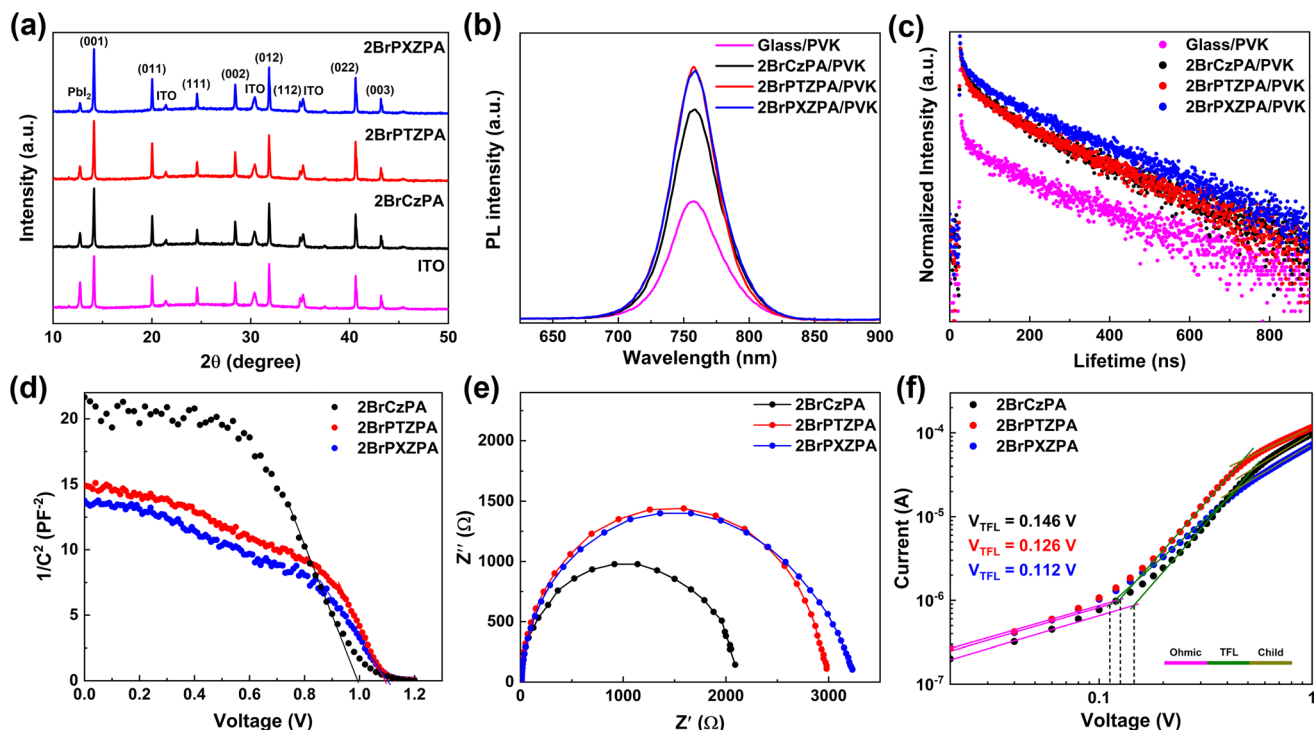 (a)
(001)
2BrPXZPA
(012)
(022)
(011)
(002)
(111)
ITO
(112)
ITO
(003)
PbI2
ITO
2BrPTZPA
2BrCzPA
ITO
Intensity (a.u.)
10 20 30 40 50
2θ (degree)
(b)
Glass/PVK
2BrCzPA/PVK
2BrPTZPA/PVK
2BrPXZPA/PVK
PL intensity (a.u.)
650 700 750 800 850 900
Wavelength (nm)
(c)
Glass/PVK
2BrCzPA/PVK
2BrPTZPA/PVK
2BrPXZPA/PVK
Normalized Intensity (a.u.)
0 200 400 600 800
Lifetime (ns)
(d)
2BrCzPA
2BrPTZPA
2BrPXZPA
1/C-2 (PF-2)
20
15
10
5
0
0.0 0.2 0.4 0.6 0.8 1.0 1.2
Voltage (V)
(e)
2BrCzPA
2BrPTZPA
2BrPXZPA
Z'' (Ω)
2500
2000
1500
1000
500
0
0 1000 2000 3000
Z' (Ω)
(f)
2BrCzPA
2BrPTZPA
2BrPXZPA
VTFL = 0.146 V
VTFL = 0.126 V
VTFL = 0.112 V
Ohmic TFL Child
Current (A)
10-4
10-5
10-6
10-7
0.1 1
Voltage (V)